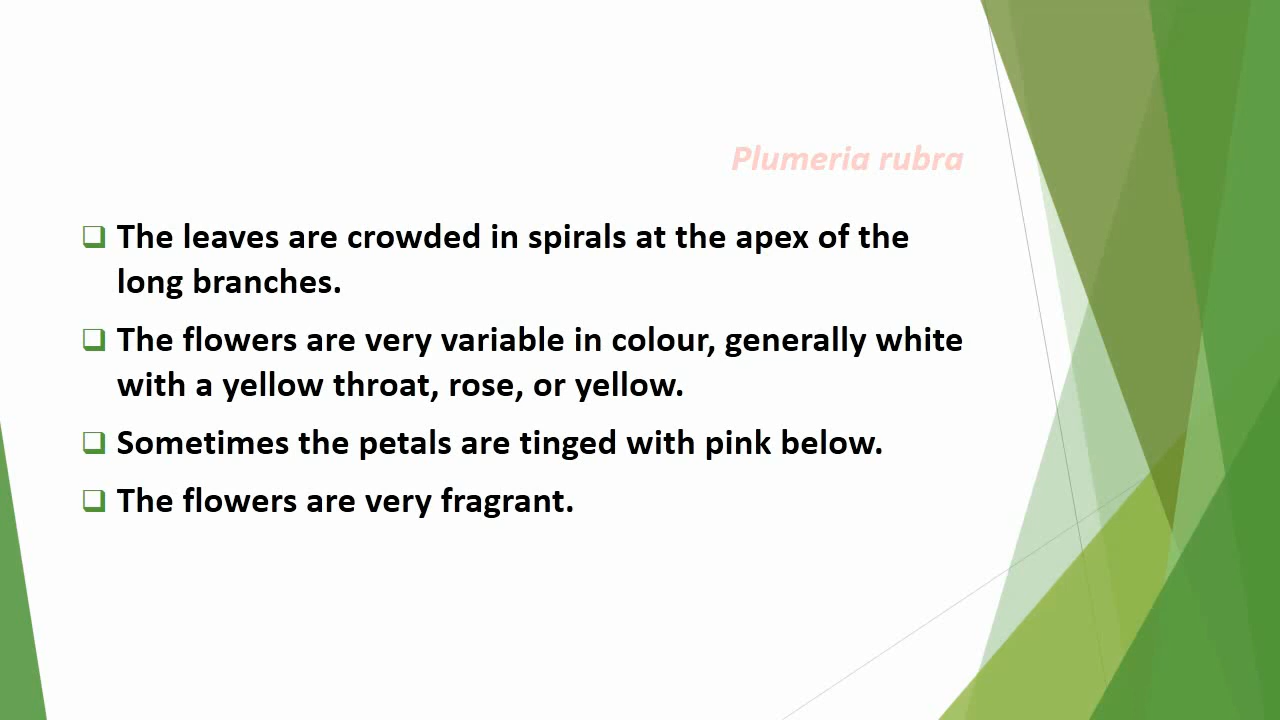 Plumeria rubra
The leaves are crowded in spirals at the apex of the
long branches.
The flowers are very variable in colour, generally white
with a yellow throat, rose, or yellow.
Sometimes the petals are tinged with pink below.
The flowers are very fragrant.